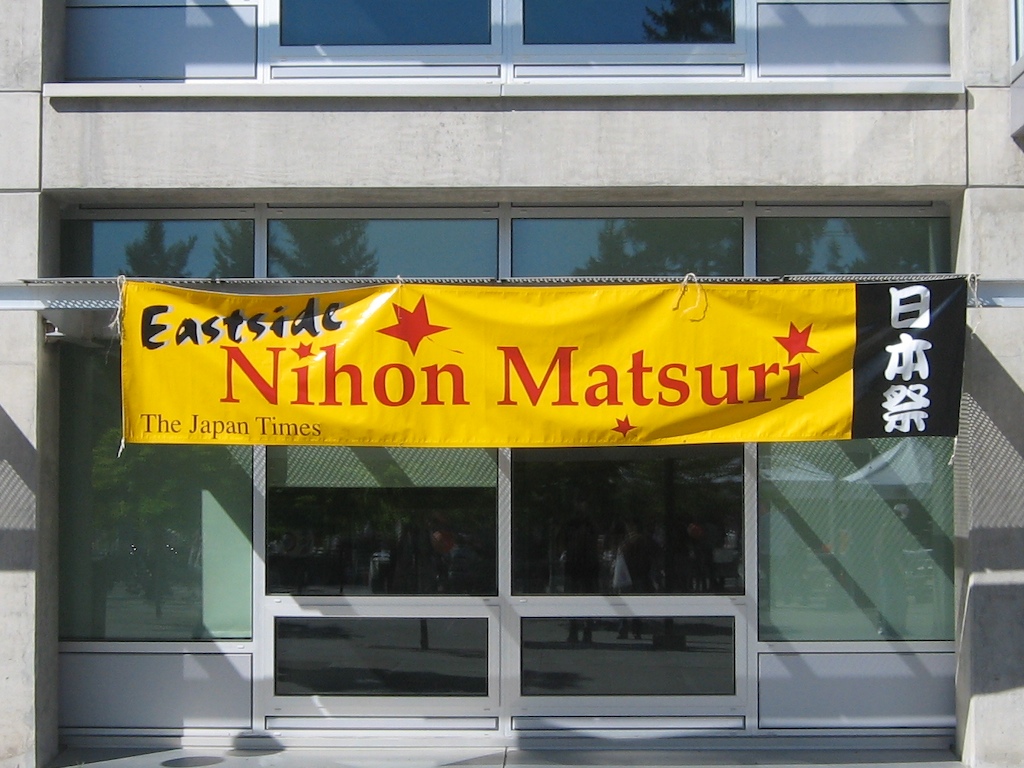 Eastside
Nihon Matsuri
The Japan Times
日本祭